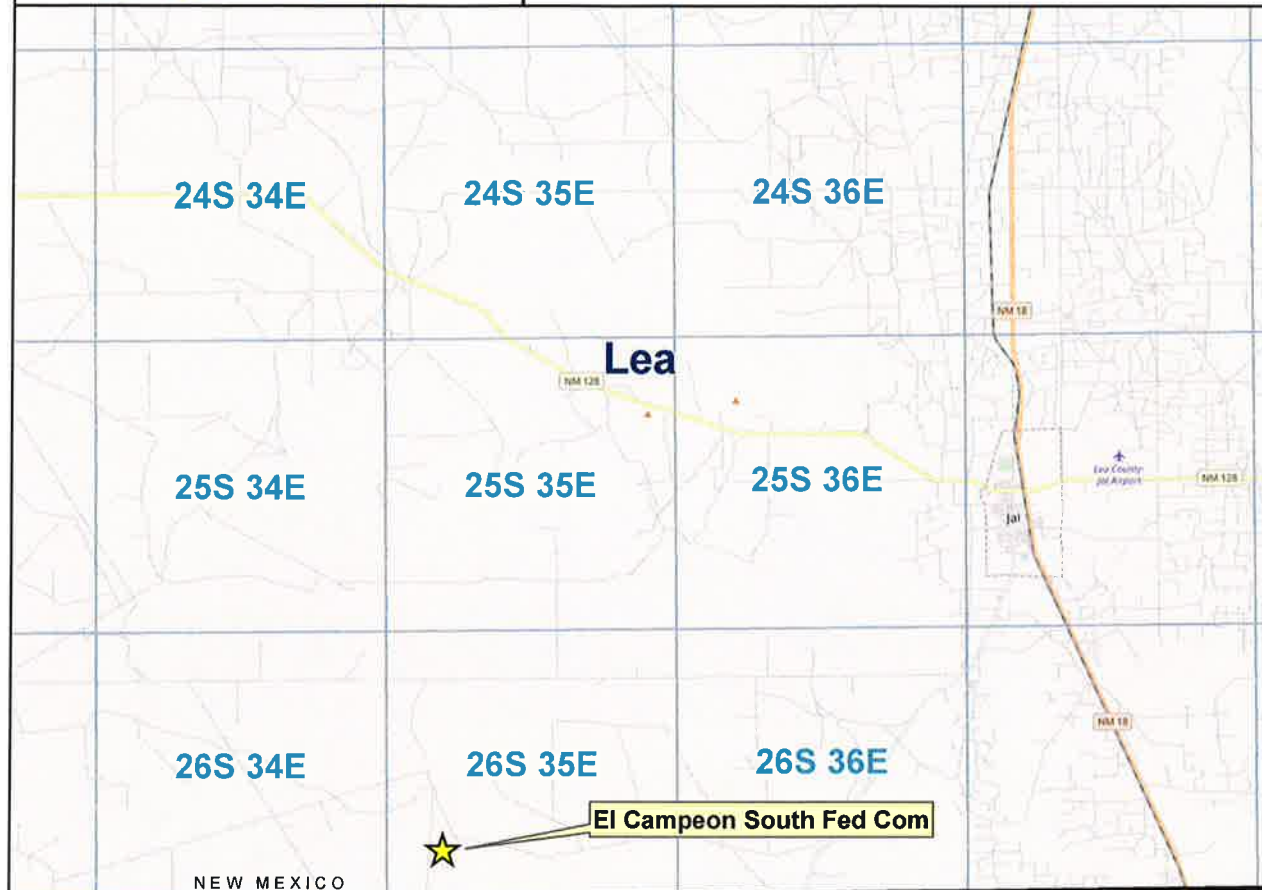 24S 34E
24S 35E
24S 36E
NM 18
Lea
NM 128
25S 34E
25S 35E
25S 36E
Lea County-
Jal Airport
NM 128
Jal
NM 18
26S 34E
26S 35E
26S 36E
El Campeon South Fed Com
NEW MEXICO